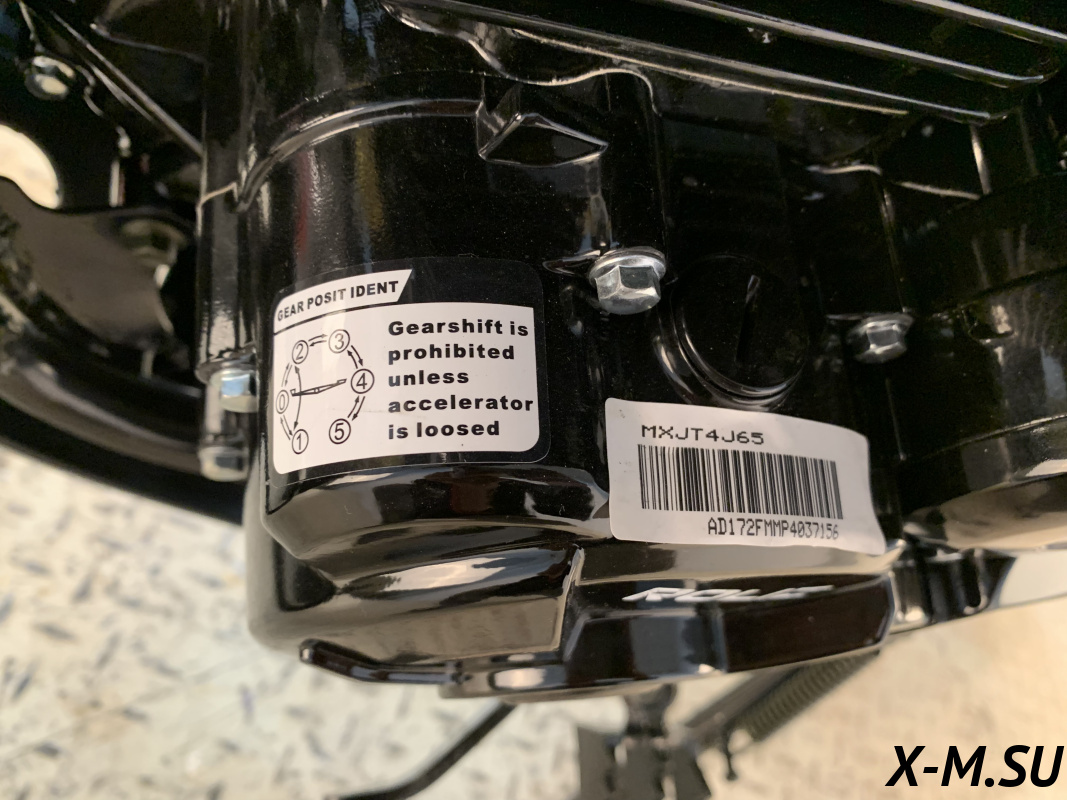 GEAR POSIT IDENT
2 3
0 4
1 5
Gearshift is
prohibited
unless
accelerator
is loosed
MXJT4J65
AD172FMMP4037156
X-M.SU